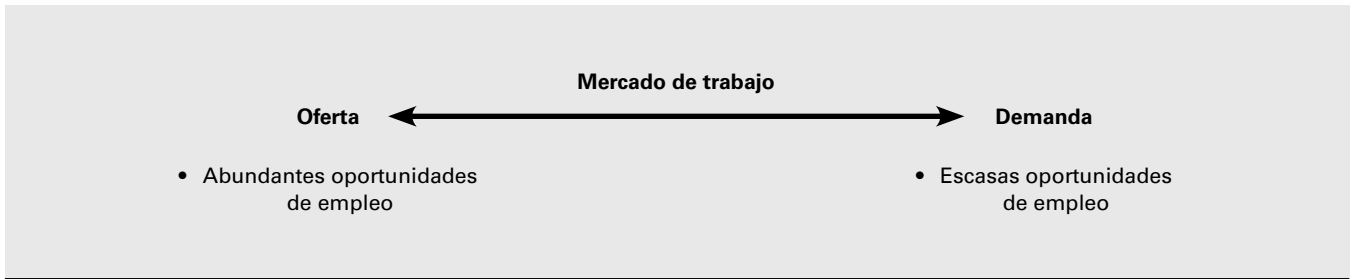 Mercado de trabajo
Oferta
Demanda
• Abundantes oportunidades
de empleo
• Escasas oportunidades
de empleo